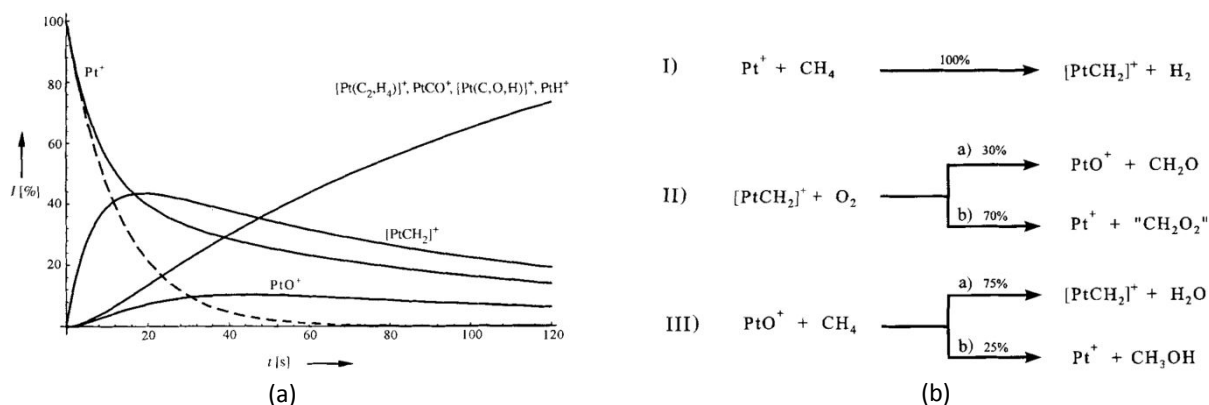 100
80
60
40
20
I [%]
Pt+
[Pt(C2,H4)]+, PtCO+, [Pt(C,O,H)]+, PtH+
[PtCH2]+
PtO+
20 40 60 80 100 120
t [s]
(a)
I) Pt+ + CH4 100% [PtCH2]+ + H2
a) 30% PtO+ + CH2O
II) [PtCH2]+ + O2
b) 70% Pt+ + "CH2O2"
a) 75% [PtCH2]+ + H2O
III) PtO+ + CH4
b) 25% Pt+ + CH3OH
(b)